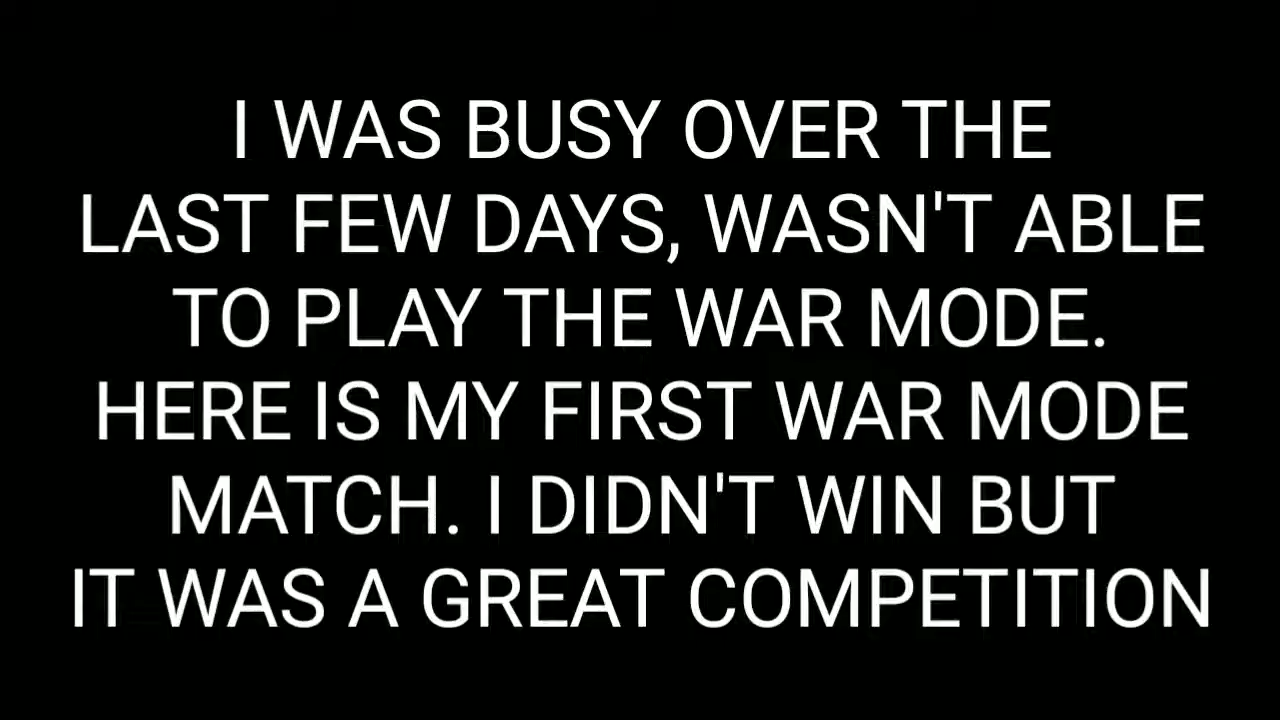 I WAS BUSY OVER THE
LAST FEW DAYS, WASN'T ABLE
TO PLAY THE WAR MODE.
HERE IS MY FIRST WAR MODE
MATCH. I DIDN'T WIN BUT
IT WAS A GREAT COMPETITION